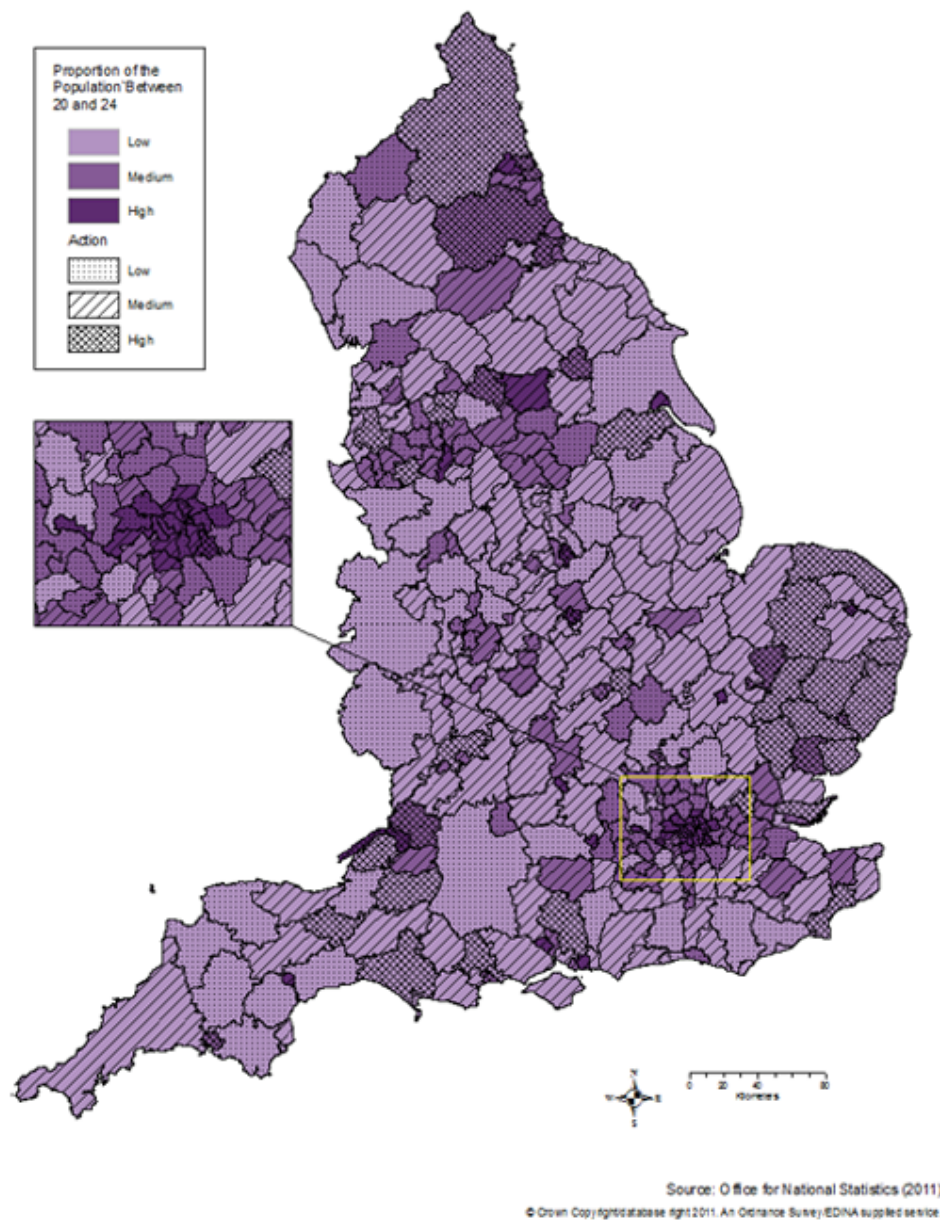 Proportion of the
Population Between
20 and 24
Low
Medium
High
Action
Low
Medium
High
N
W
E
S
0 20 40 80
Kilometers
Source: Office for National Statistics (2011)
© Crown Copyright/database right 2011. An Ordnance Survey/EDINA supplied service